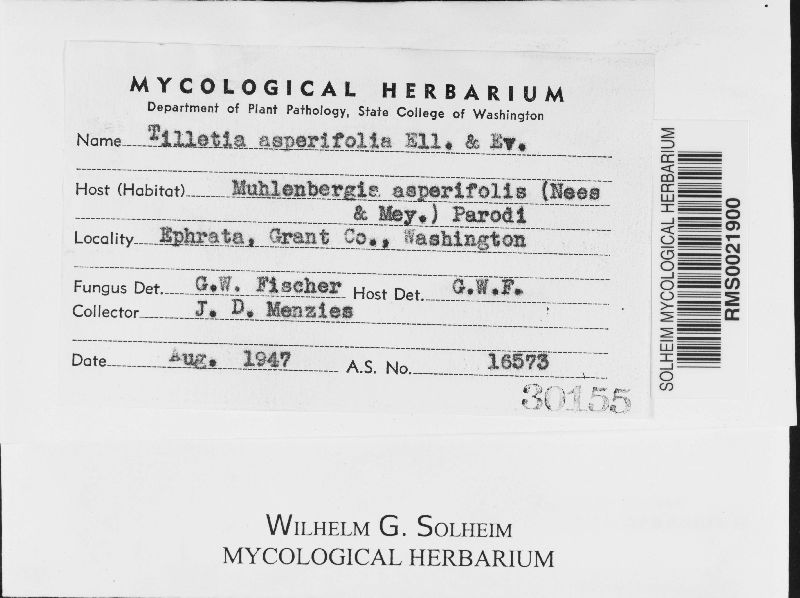 MYCOLOGICAL HERBARIUM
Department of Plant Pathology, State College of Washington
Name Tilletia asperifolia Ell. & Ev.
Host (Habitat) Muhlenbergis asperifolis (Nees
& Mey.) Parodi
Locality Ephrata, Grant Co., Washington
Fungus Det. G.W. Fischer Host Det. G.W.F.
Collector J. D. Menzies
Date Aug. 1947 A.S. No. 16573
30155
SOLHEIM MYCOLOGICAL HERBARIUM
RMS0021900
WILHELM G. SOLHEIM
MYCOLOGICAL HERBARIUM